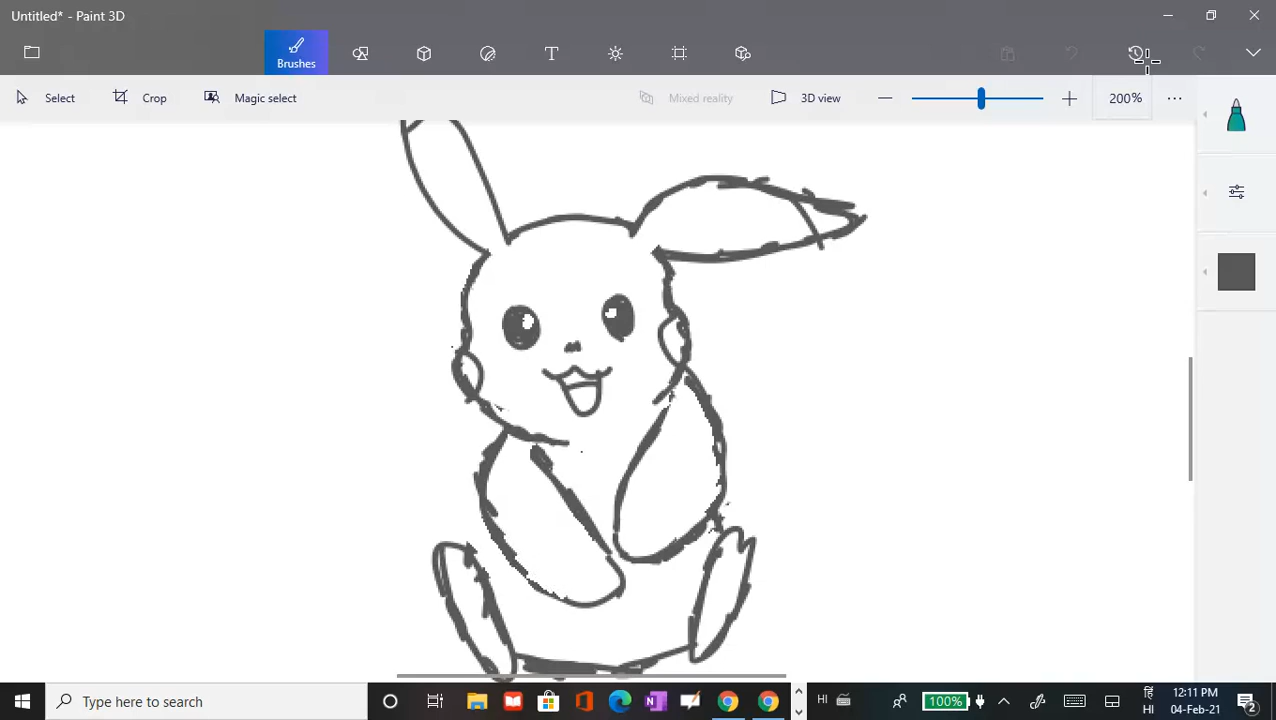 Untitled* - Paint 3D
Brushes
Select
Crop
Magic select
Mixed reality
3D view
200%
Type here to search
HI
100%
हिं
HI
12:11 PM
04-Feb-21
2